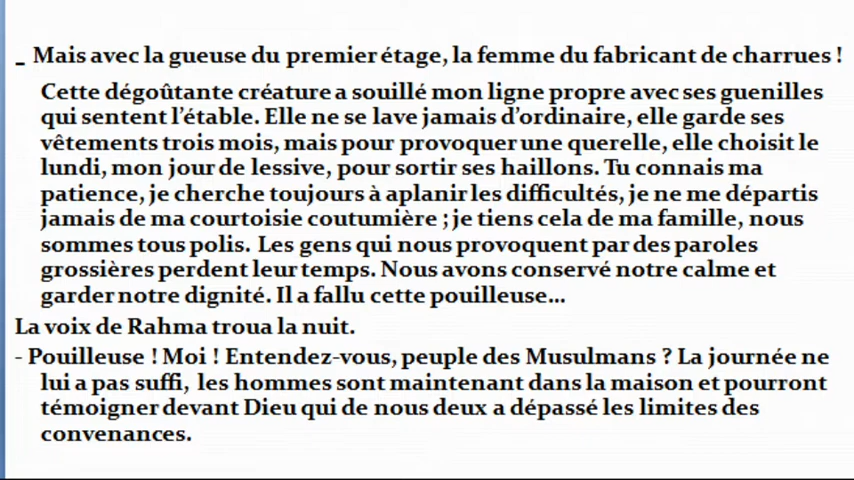 - Mais avec la gueuse du premier étage, la femme du fabricant de charrues !
Cette dégoûtante créature a souillé mon ligne propre avec ses guenilles
qui sentent l’étable. Elle ne se lave jamais d’ordinaire, elle garde ses
vêtements trois mois, mais pour provoquer une querelle, elle choisit le
lundi, mon jour de lessive, pour sortir ses haillons. Tu connais ma
patience, je cherche toujours à aplanir les difficultés, je ne me départis
jamais de ma courtoisie coutumière ; je tiens cela de ma famille, nous
sommes tous polis. Les gens qui nous provoquent par des paroles
grossières perdent leur temps. Nous avons conservé notre calme et
garder notre dignité. Il a fallu cette pouilleuse…
La voix de Rahma troua la nuit.
- Pouilleuse ! Moi ! Entendez-vous, peuple des Musulmans ? La journée ne
lui a pas suffi, les hommes sont maintenant dans la maison et pourront
témoigner devant Dieu qui de nous deux a dépassé les limites des
convenances.